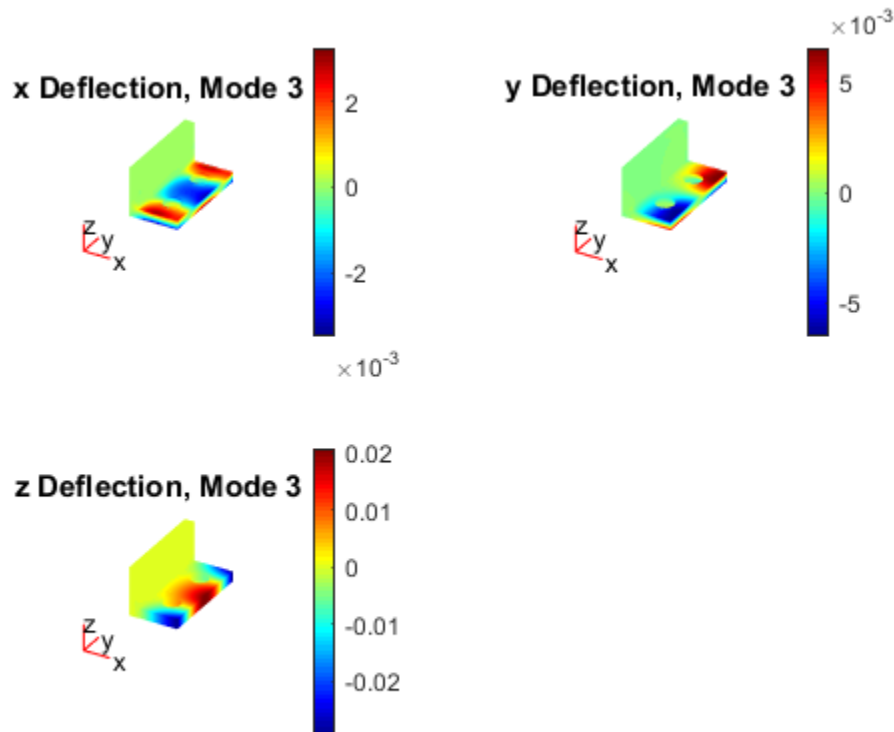 x Deflection, Mode 3
2
0
-2
×10-3
z
y
x
y Deflection, Mode 3
×10-3
5
0
-5
z
y
x
z Deflection, Mode 3
0.02
0.01
0
-0.01
-0.02
z
y
x